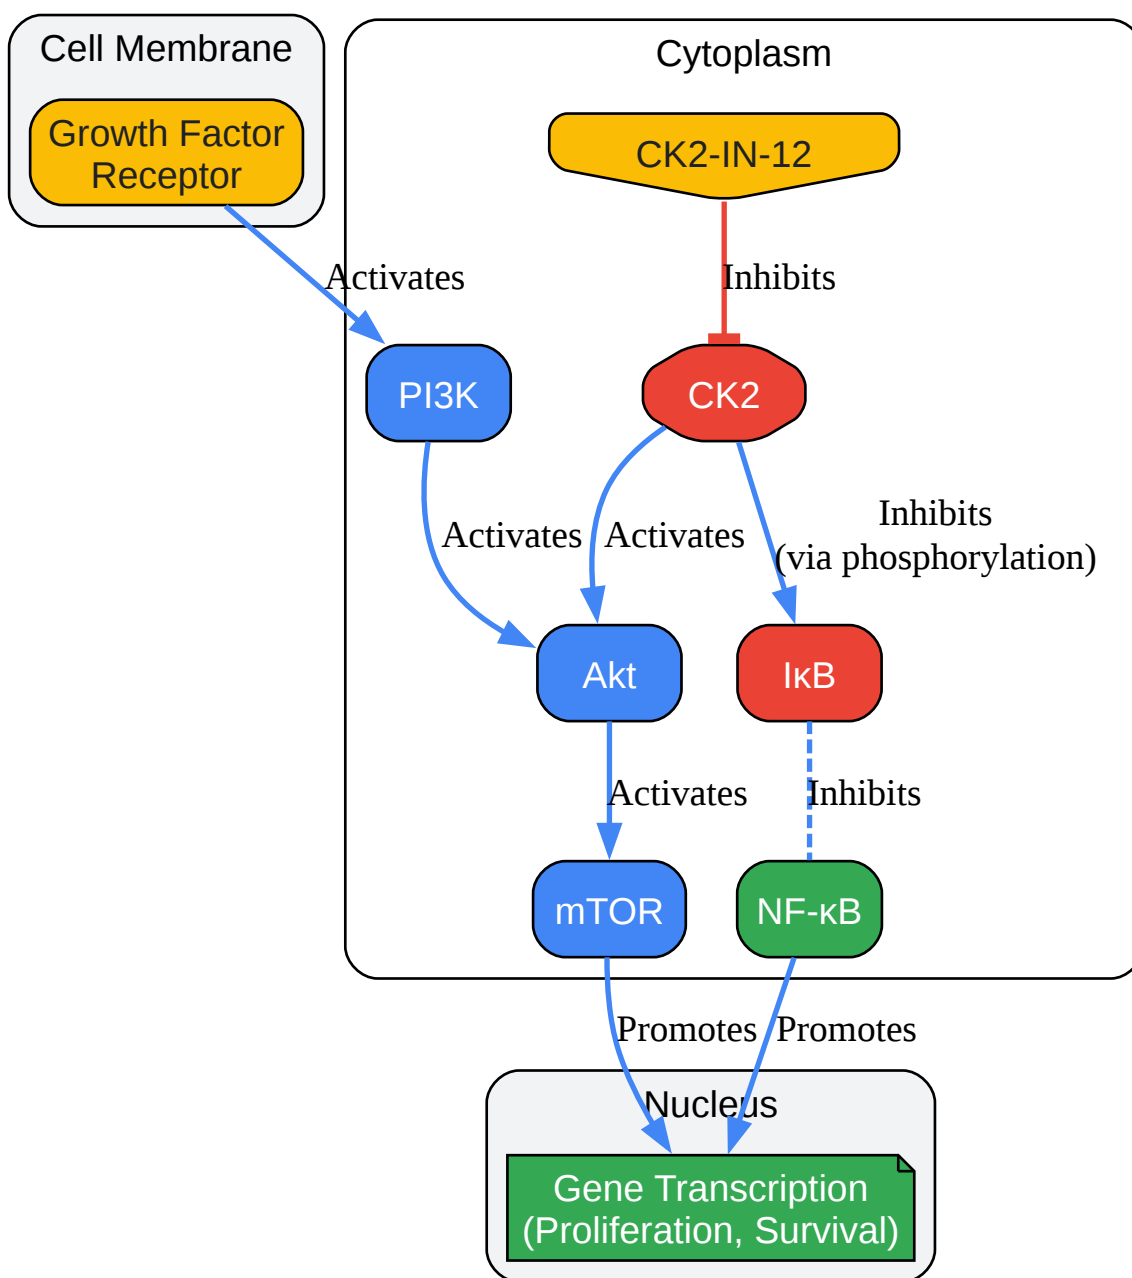 Cell Membrane
Growth Factor
Receptor
Cytoplasm
CK2-IN-12
Activates
Inhibits
PI3K
CK2
Activates
Activates
Inhibits
(via phosphorylation)
Akt
IκB
Activates
Inhibits
mTOR
NF-κB
Promotes
Promotes
Nucleus
Gene Transcription
(Proliferation, Survival)